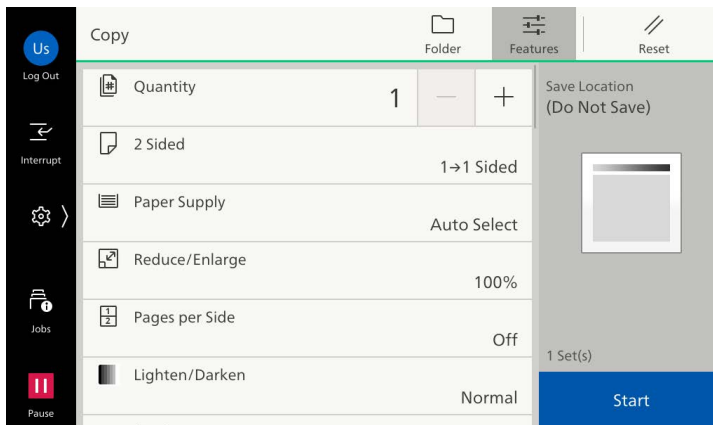 Us
Log Out
Interrupt
Jobs
Pause
Copy
Folder
Features
Reset
Quantity
1
2 Sided
1→1 Sided
Paper Supply
Auto Select
Reduce/Enlarge
100%
Pages per Side
Off
Lighten/Darken
Normal
Save Location
(Do Not Save)
1 Set(s)
Start